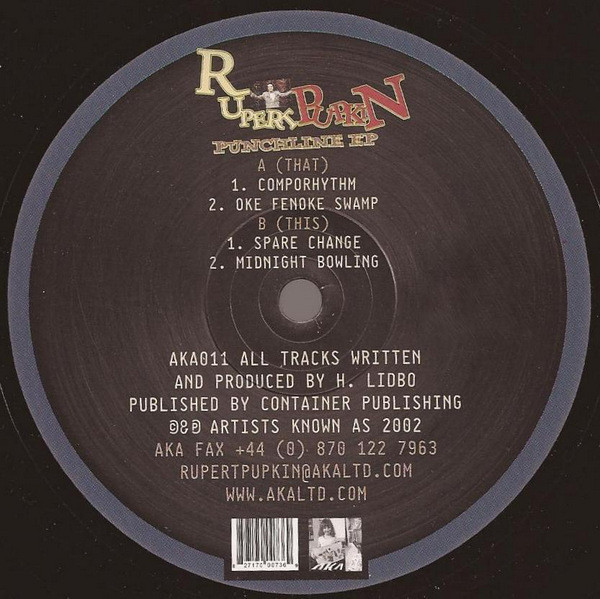 RUPERS PUPKIN
PUNCHLINE EP
A (THAT)
1. COMPORHYTHM
2. OKE FENOKE SWAMP
B (THIS)
1. SPARE CHANGE
2. MIDNIGHT BOWLING
AKA011 ALL TRACKS WRITTEN
AND PRODUCED BY H. LIDBO
PUBLISHED BY CONTAINER PUBLISHING
℗&© ARTISTS KNOWN AS 2002
AKA FAX +44 (0) 870 122 7963
RUPERTPUPKIN@AKALTD.COM
WWW.AKALTD.COM
AKA